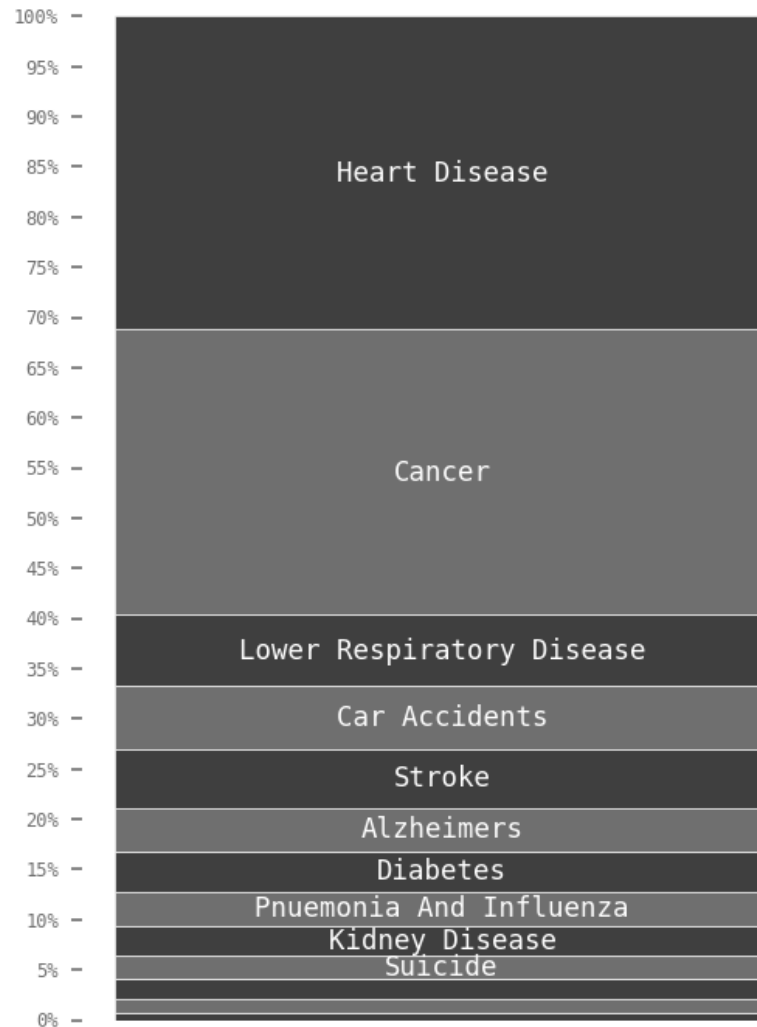 100%
Heart Disease
95%
90%
85%
80%
75%
70%
65%
Cancer
60%
55%
50%
45%
40%
Lower Respiratory Disease
35%
Car Accidents
30%
Stroke
25%
Alzheimers
20%
Diabetes
15%
Pnuemonia And Influenza
10%
Kidney Disease
Suicide
5%
0%